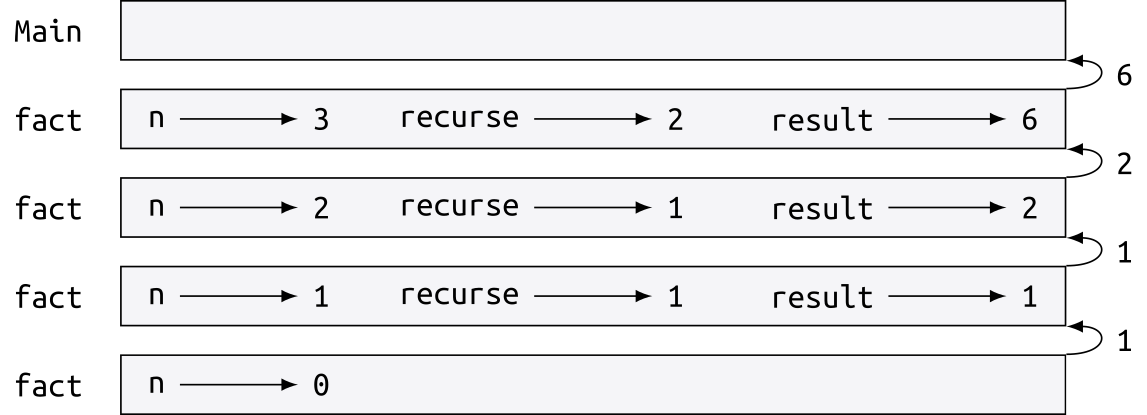 Main
6
fact n 3 recurse 2 result 6
2
fact n 2 recurse 1 result 2
1
fact n 1 recurse 1 result 1
1
fact n 0